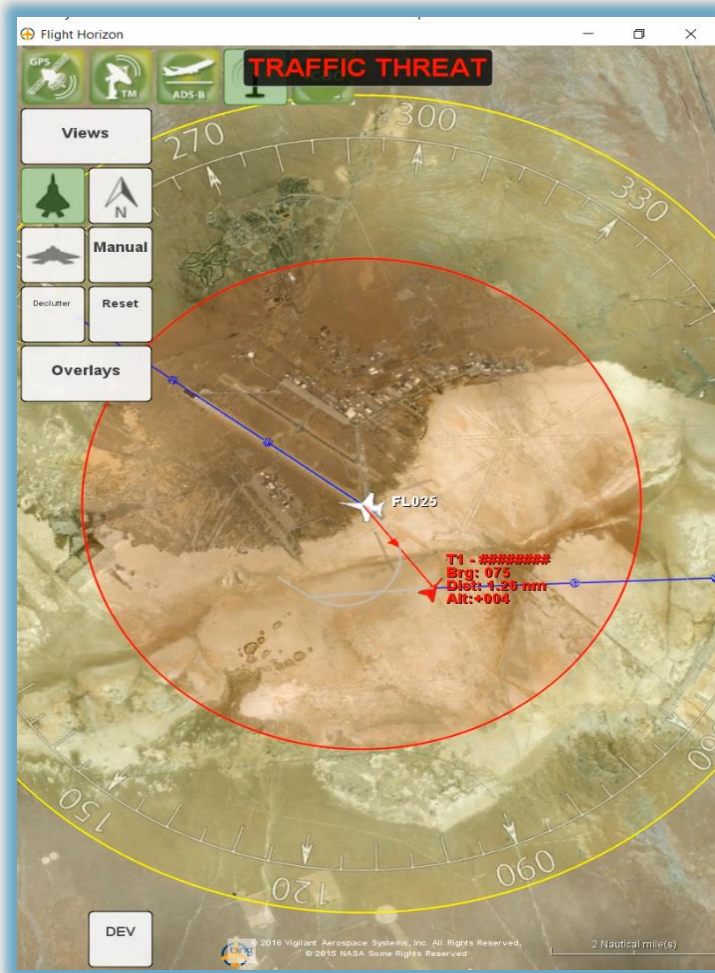 Flight Horizon
GPS
TM
ADS-B
TRAFFIC THREAT
Views
270
300
330
N
Manual
Declutter
Reset
Overlays
FL025
T1 - ########
Brg: 075
Dist: 1.26 nm
Alt:+004
150
120
090
DEV
bing
© 2016 Vigilant Aerospace Systems, Inc. All Rights Reserved,
© 2015 NASA Some Rights Reserved
2 Nautical mile(s)